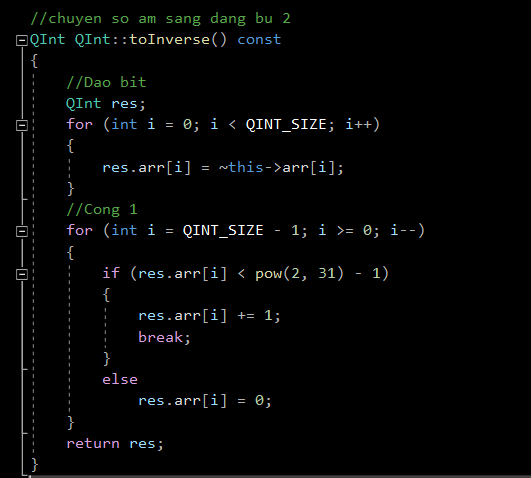 //chuyen so am sang dang bu 2
QInt QInt::toInverse() const
{
    //Dao bit
    QInt res;
    for (int i = 0; i < QINT_SIZE; i++)
    {
        res.arr[i] = ~this->arr[i];
    }
    //Cong 1
    for (int i = QINT_SIZE - 1; i >= 0; i--)
    {
        if (res.arr[i] < pow(2, 31) - 1)
        {
            res.arr[i] += 1;
            break;
        }
        else
            res.arr[i] = 0;
    }
    return res;
}